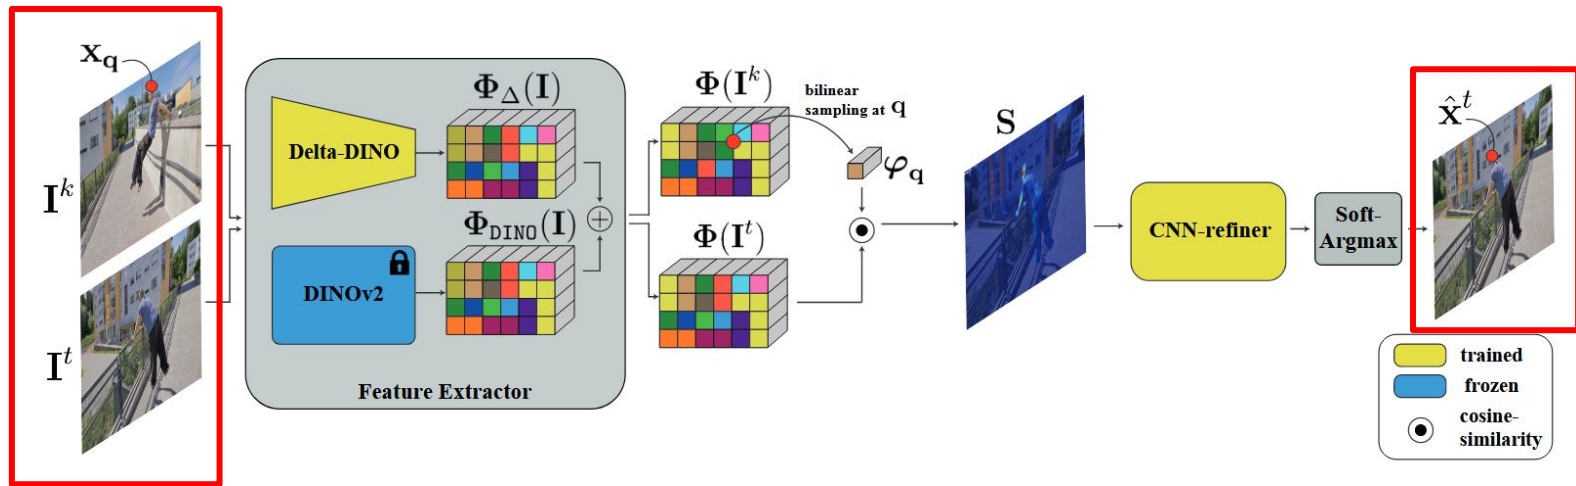 𝐱_𝐪
𝐈^k
𝐈^t
Delta-DINO
𝚽_Δ(𝐈)
DINOv2
𝚽_DINO(𝐈)
Feature Extractor
𝚽(𝐈^k)
bilinear
sampling at 𝐪
𝛗_𝐪
𝚽(𝐈^t)
𝐒
CNN-refiner
Soft-
Argmax
𝐱̂^t
trained
frozen
cosine-
similarity